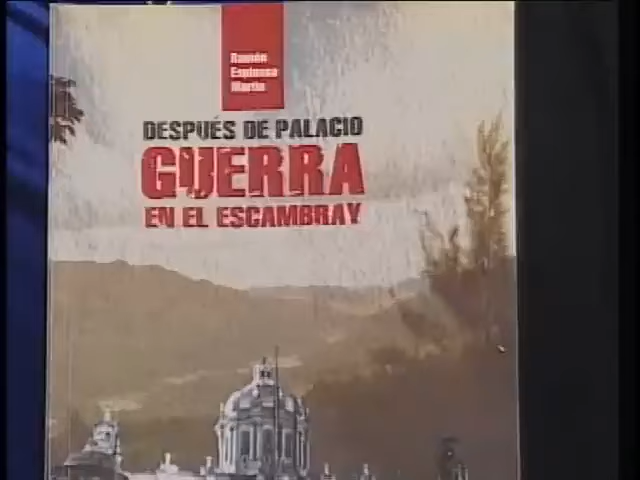 Ramón
Espinosa
Martín
DESPUÉS DE PALACIO
GUERRA
EN EL ESCAMBRAY